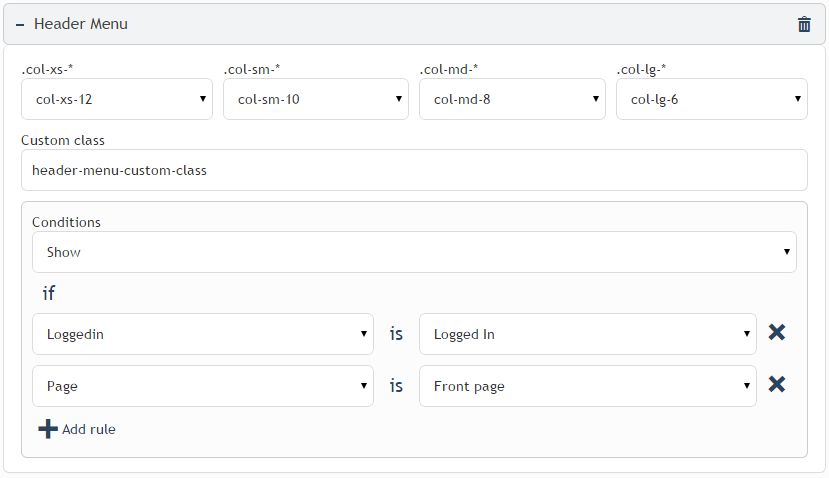 Header Menu
.col-xs-* .col-sm-* .col-md-* .col-lg-*
col-xs-12 col-sm-10 col-md-8 col-lg-6
Custom class
header-menu-custom-class
Conditions
Show
if
Loggedin is Logged In
Page is Front page
Add rule